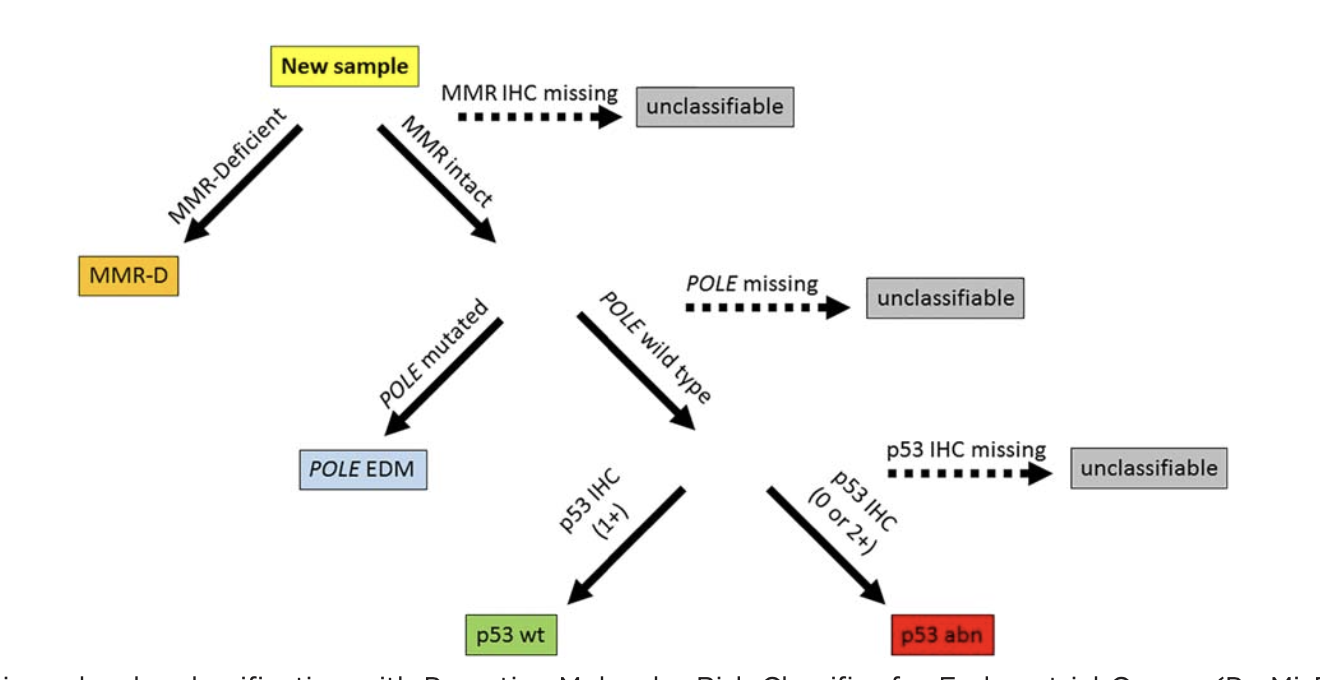 New sample
MMR IHC missing
unclassifiable
MMR-Deficient
MMR intact
MMR-D
POLE missing
unclassifiable
POLE mutated
POLE wild type
POLE EDM
p53 IHC missing
unclassifiable
p53 IHC
(1+)
p53 IHC
(0 or 2+)
p53 wt
p53 abn